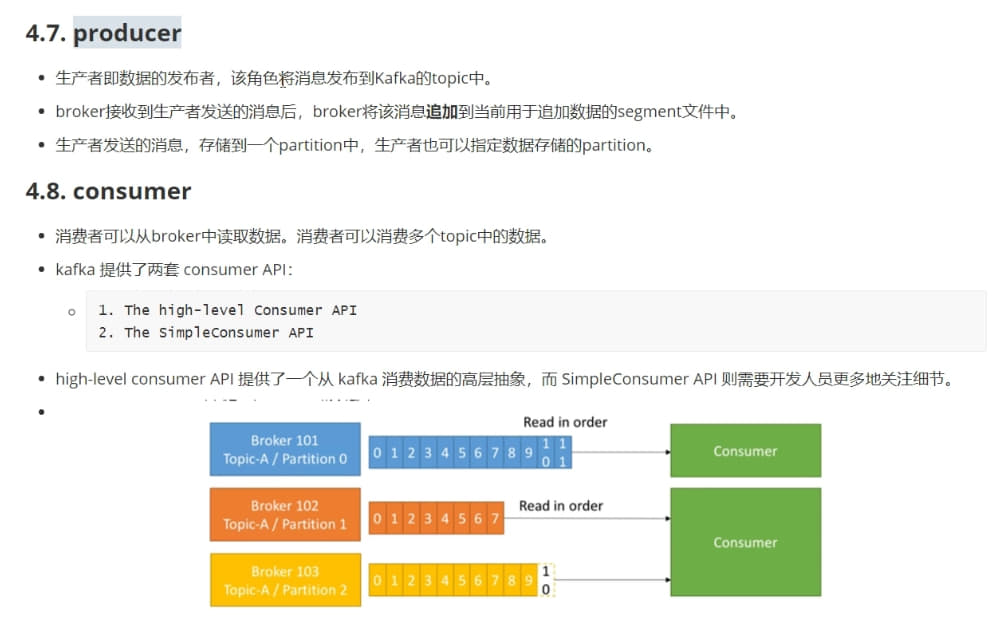 4.7. producer
生产者即数据的发布者，该角色将消息发布到Kafka的topic中。
broker接收到生产者发送的消息后，broker将该消息追加到当前用于追加数据的segment文件中。
生产者发送的消息，存储到一个partition中，生产者也可以指定数据存储的partition。
4.8. consumer
消费者可以从broker中读取数据。消费者可以消费多个topic中的数据。
kafka 提供了两套 consumer API：
1. The high-level Consumer API
2. The SimpleConsumer API
high-level consumer API 提供了一个从 kafka 消费数据的高层抽象，而 SimpleConsumer API 则需要开发人员更多地关注细节。
Read in order
Broker 101
Topic-A / Partition 0
0 1 2 3 4 5 6 7 8 9 10 11
Consumer
Broker 102
Topic-A / Partition 1
0 1 2 3 4 5 6 7
Read in order
Consumer
Broker 103
Topic-A / Partition 2
0 1 2 3 4 5 6 7 8 9 10